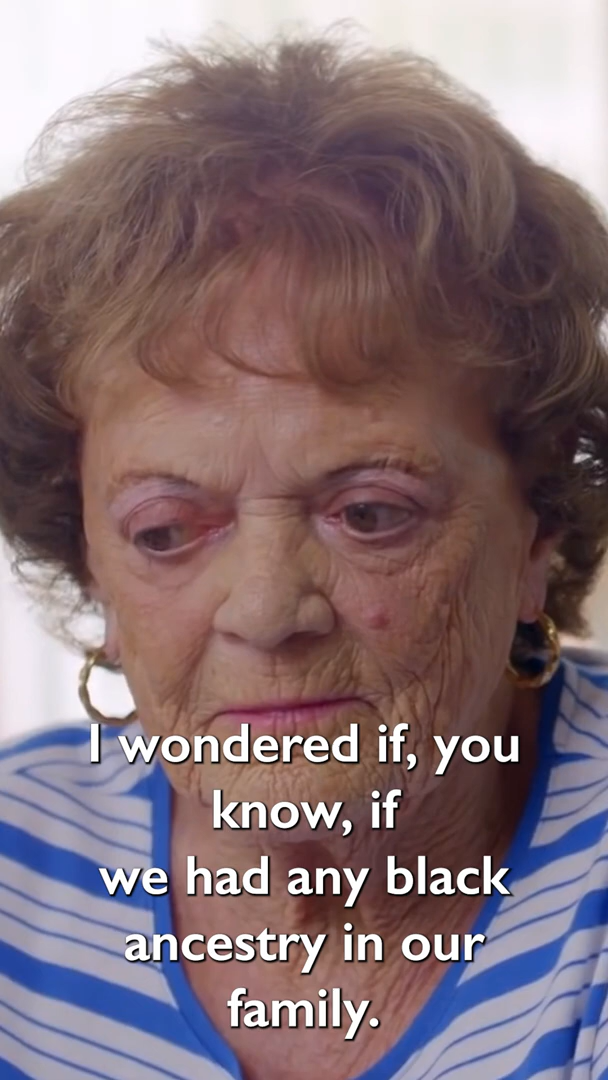 I wondered if, you
know, if
we had any black
ancestry in our
family.